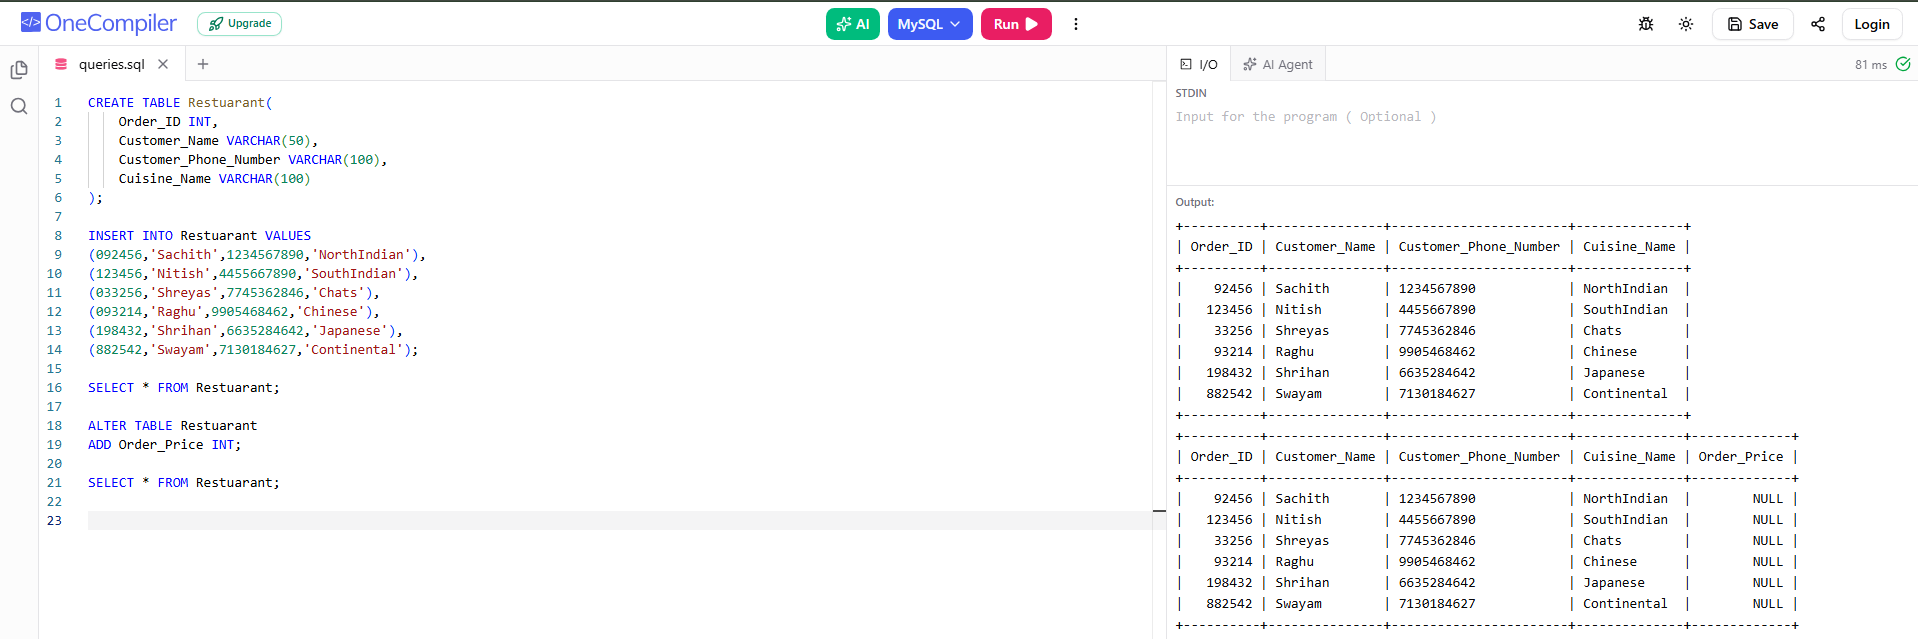 </> OneCompiler Upgrade AI MySQL Run Save Login
queries.sql × +
1 CREATE TABLE Restuarant(
2     Order_ID INT,
3     Customer_Name VARCHAR(50),
4     Customer_Phone_Number VARCHAR(100),
5     Cuisine_Name VARCHAR(100)
6 );
7
8 INSERT INTO Restuarant VALUES
9 (092456,'Sachith',1234567890,'NorthIndian'),
10 (123456,'Nitish',4455667890,'SouthIndian'),
11 (033256,'Shreyas',7745362846,'Chats'),
12 (093214,'Raghu',9905468462,'Chinese'),
13 (198432,'Shrihan',6635284642,'Japanese'),
14 (882542,'Swayam',7130184627,'Continental');
15
16 SELECT * FROM Restuarant;
17
18 ALTER TABLE Restuarant
19 ADD Order_Price INT;
20
21 SELECT * FROM Restuarant;
22
23
I/O AI Agent 81 ms
STDIN
Input for the program ( Optional )
Output:
+----------+---------------+-----------------------+--------------+
| Order_ID | Customer_Name | Customer_Phone_Number | Cuisine_Name |
+----------+---------------+-----------------------+--------------+
|    92456 | Sachith       | 1234567890            | NorthIndian  |
|   123456 | Nitish        | 4455667890            | SouthIndian  |
|    33256 | Shreyas       | 7745362846            | Chats        |
|    93214 | Raghu         | 9905468462            | Chinese      |
|   198432 | Shrihan       | 6635284642            | Japanese     |
|   882542 | Swayam        | 7130184627            | Continental  |
+----------+---------------+-----------------------+--------------+
+----------+---------------+-----------------------+--------------+-------------+
| Order_ID | Customer_Name | Customer_Phone_Number | Cuisine_Name | Order_Price |
+----------+---------------+-----------------------+--------------+-------------+
|    92456 | Sachith       | 1234567890            | NorthIndian  |        NULL |
|   123456 | Nitish        | 4455667890            | SouthIndian  |        NULL |
|    33256 | Shreyas       | 7745362846            | Chats        |        NULL |
|    93214 | Raghu         | 9905468462            | Chinese      |        NULL |
|   198432 | Shrihan       | 6635284642            | Japanese     |        NULL |
|   882542 | Swayam        | 7130184627            | Continental  |        NULL |
+----------+---------------+-----------------------+--------------+-------------+